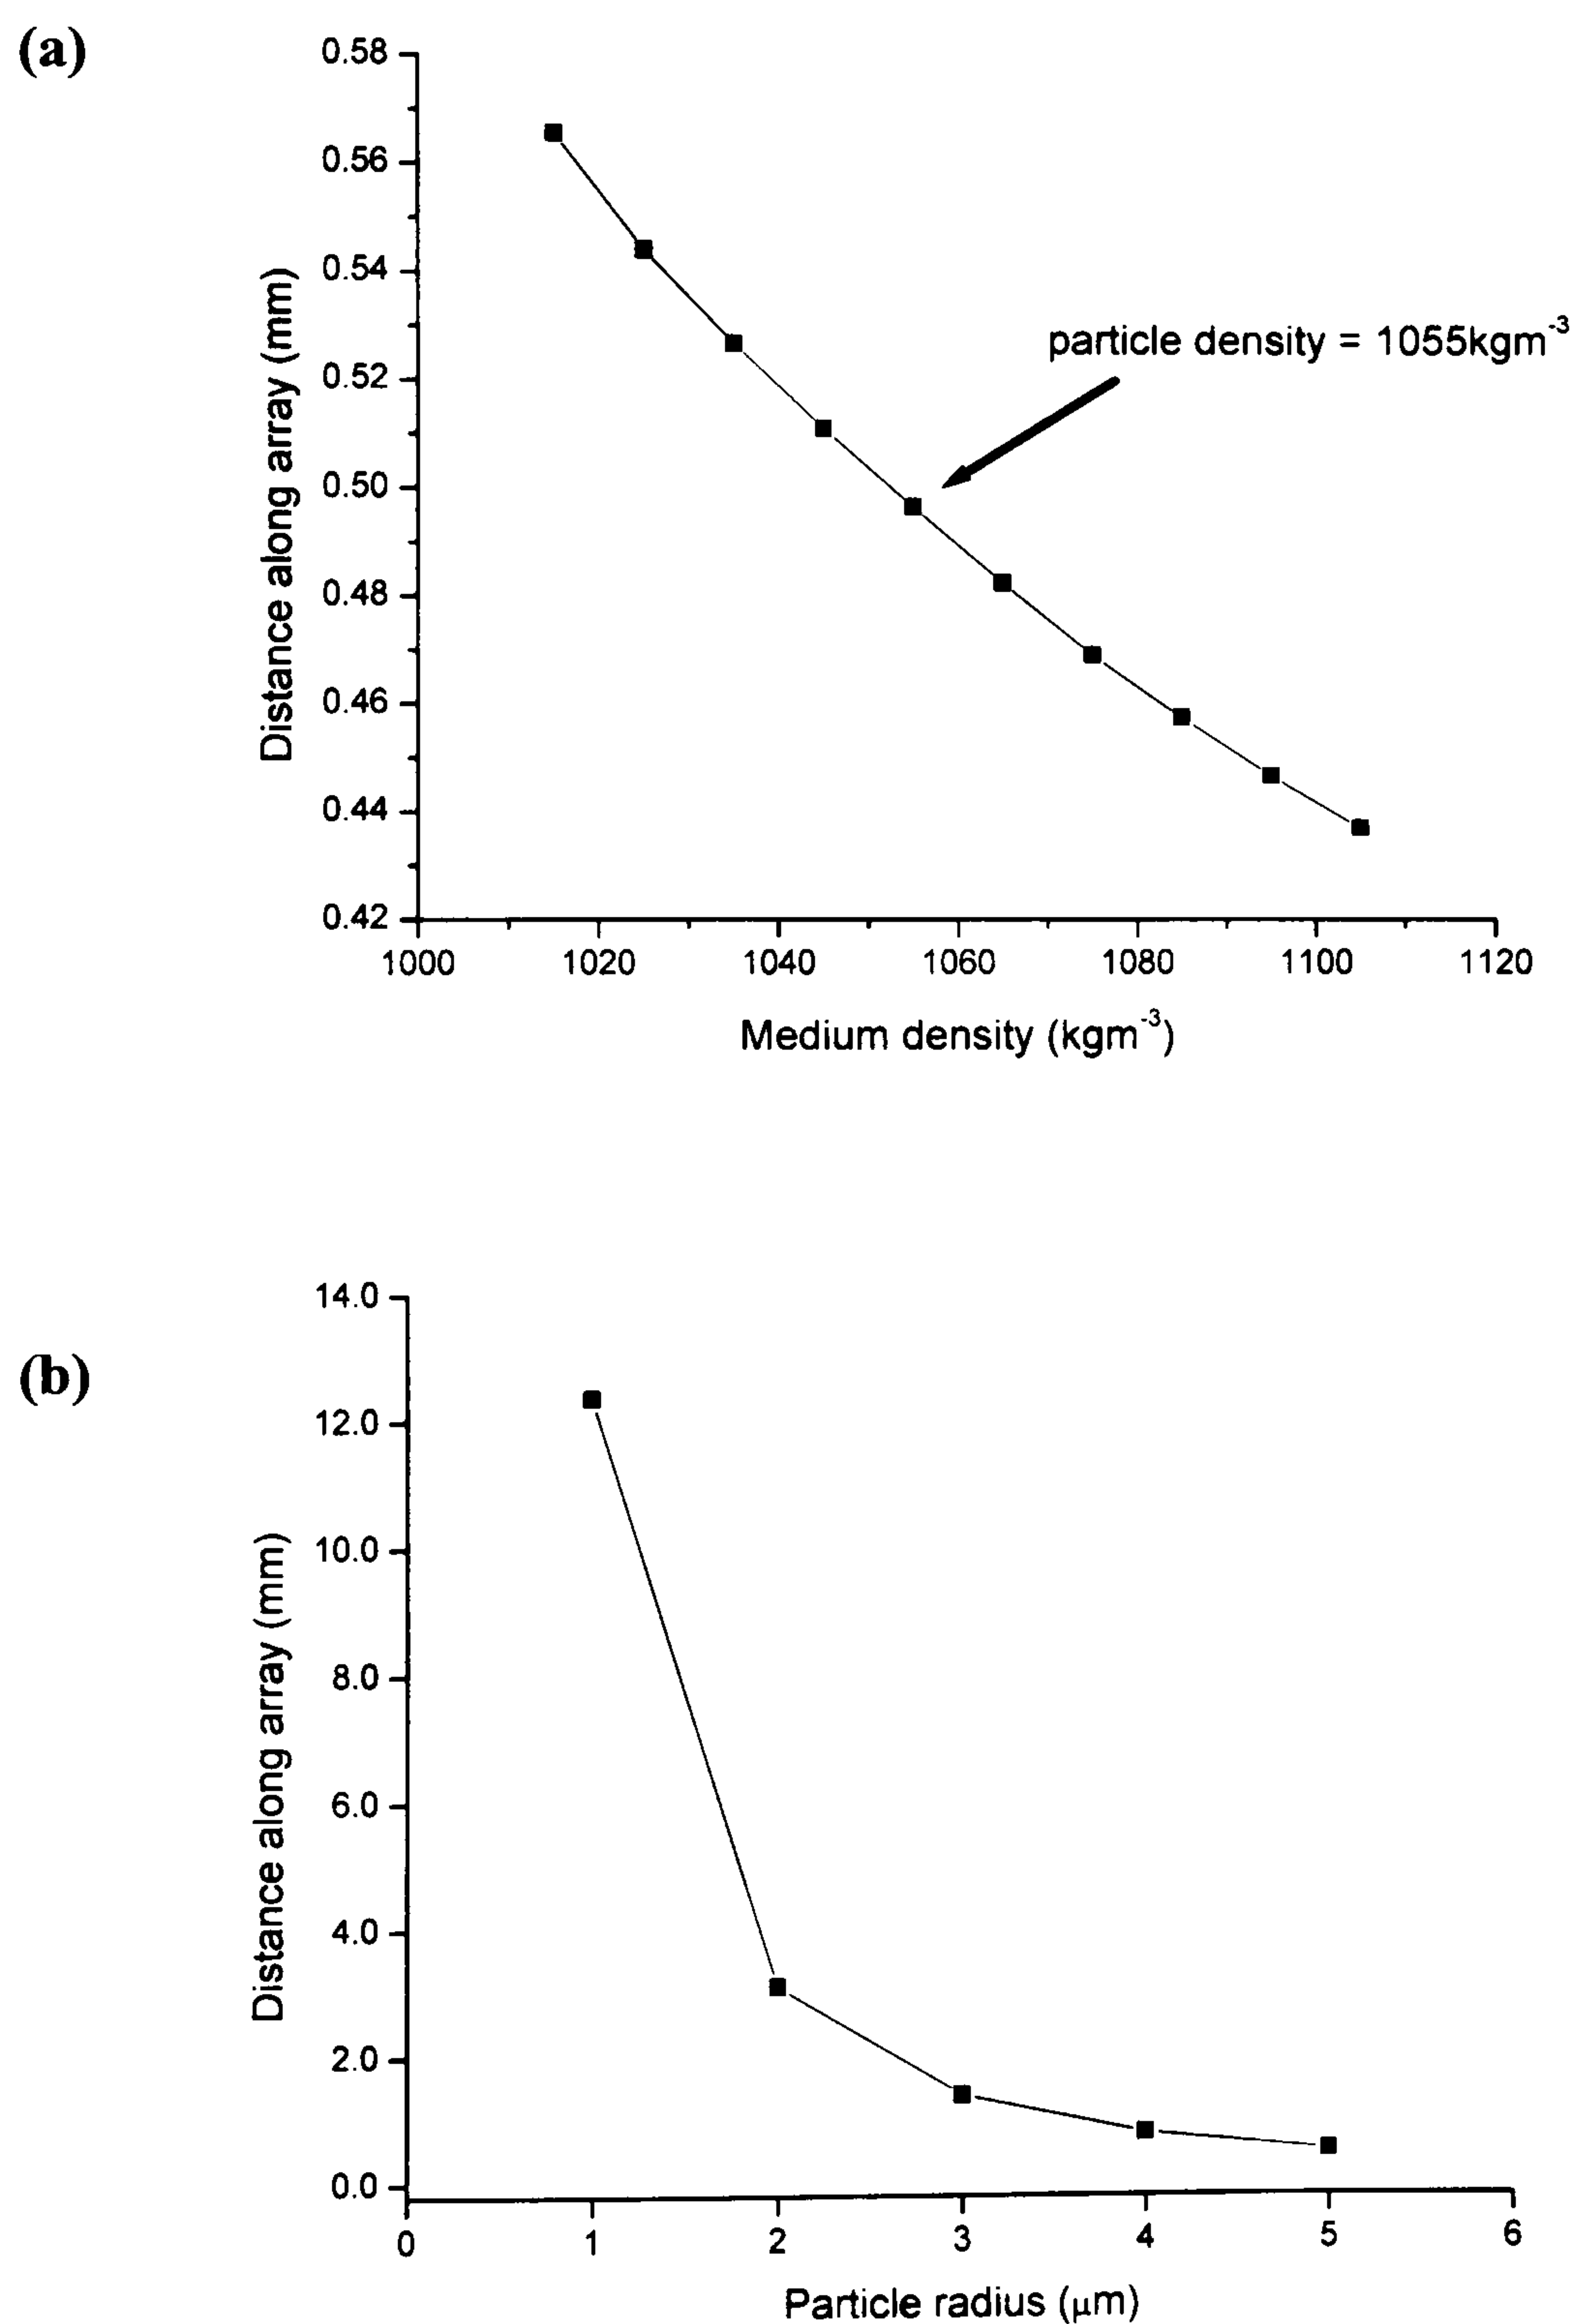 (a)
0.58
0.56
0.54
0.52
0.50
0.48
0.46
0.44
0.42
Distance along array (mm)
particle density = 1055kgm⁻³
1000 1020 1040 1060 1080 1100 1120
Medium density (kgm⁻³)
(b)
14.0
12.0
10.0
8.0
6.0
4.0
2.0
0.0
Distance along array (mm)
0 1 2 3 4 5 6
Particle radius (μm)